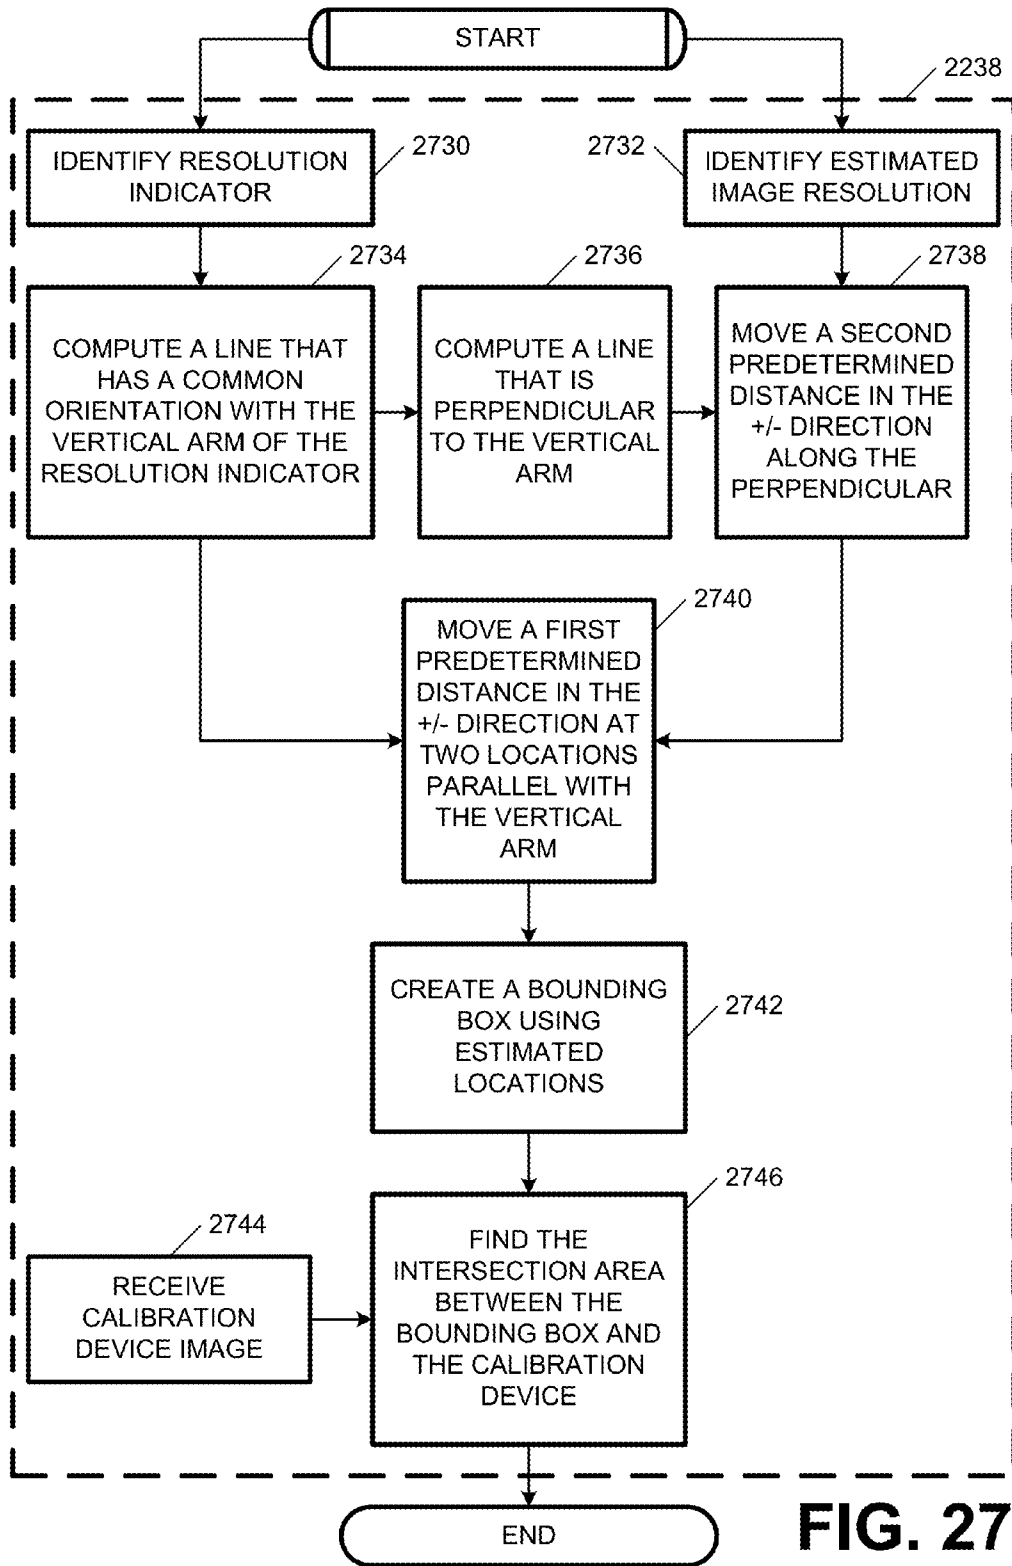 START
2238
IDENTIFY RESOLUTION
INDICATOR
2730
2732
IDENTIFY ESTIMATED
IMAGE RESOLUTION
2734
COMPUTE A LINE THAT
HAS A COMMON
ORIENTATION WITH THE
VERTICAL ARM OF THE
RESOLUTION INDICATOR
2736
COMPUTE A LINE
THAT IS
PERPENDICULAR
TO THE VERTICAL
ARM
2738
MOVE A SECOND
PREDETERMINED
DISTANCE IN THE
+/- DIRECTION
ALONG THE
PERPENDICULAR
2740
MOVE A FIRST
PREDETERMINED
DISTANCE IN THE
+/- DIRECTION AT
TWO LOCATIONS
PARALLEL WITH
THE VERTICAL
ARM
CREATE A BOUNDING
BOX USING
ESTIMATED
LOCATIONS
2742
2744
RECEIVE
CALIBRATION
DEVICE IMAGE
2746
FIND THE
INTERSECTION AREA
BETWEEN THE
BOUNDING BOX AND
THE CALIBRATION
DEVICE
END
FIG. 27